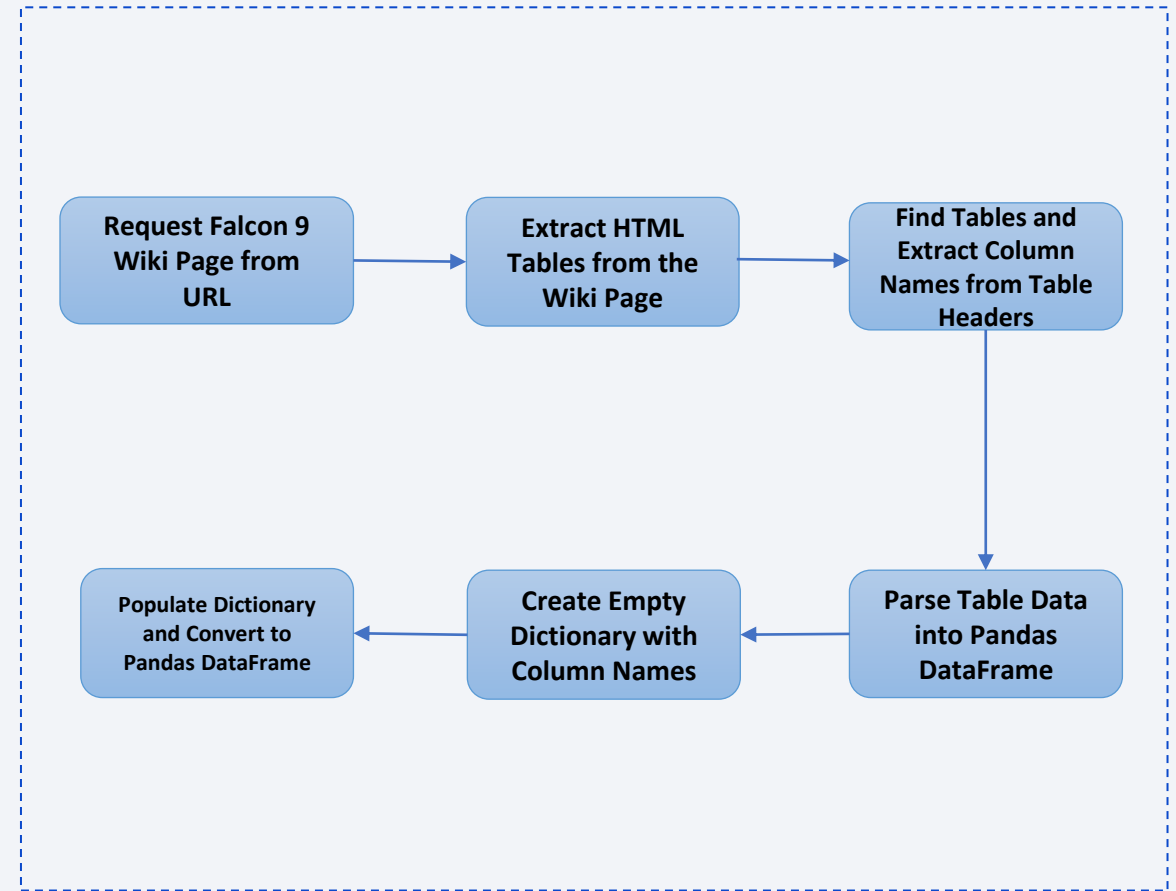 Request Falcon 9
Wiki Page from
URL
Extract HTML
Tables from the
Wiki Page
Find Tables and
Extract Column
Names from Table
Headers
Parse Table Data
into Pandas
DataFrame
Create Empty
Dictionary with
Column Names
Populate Dictionary
and Convert to
Pandas DataFrame